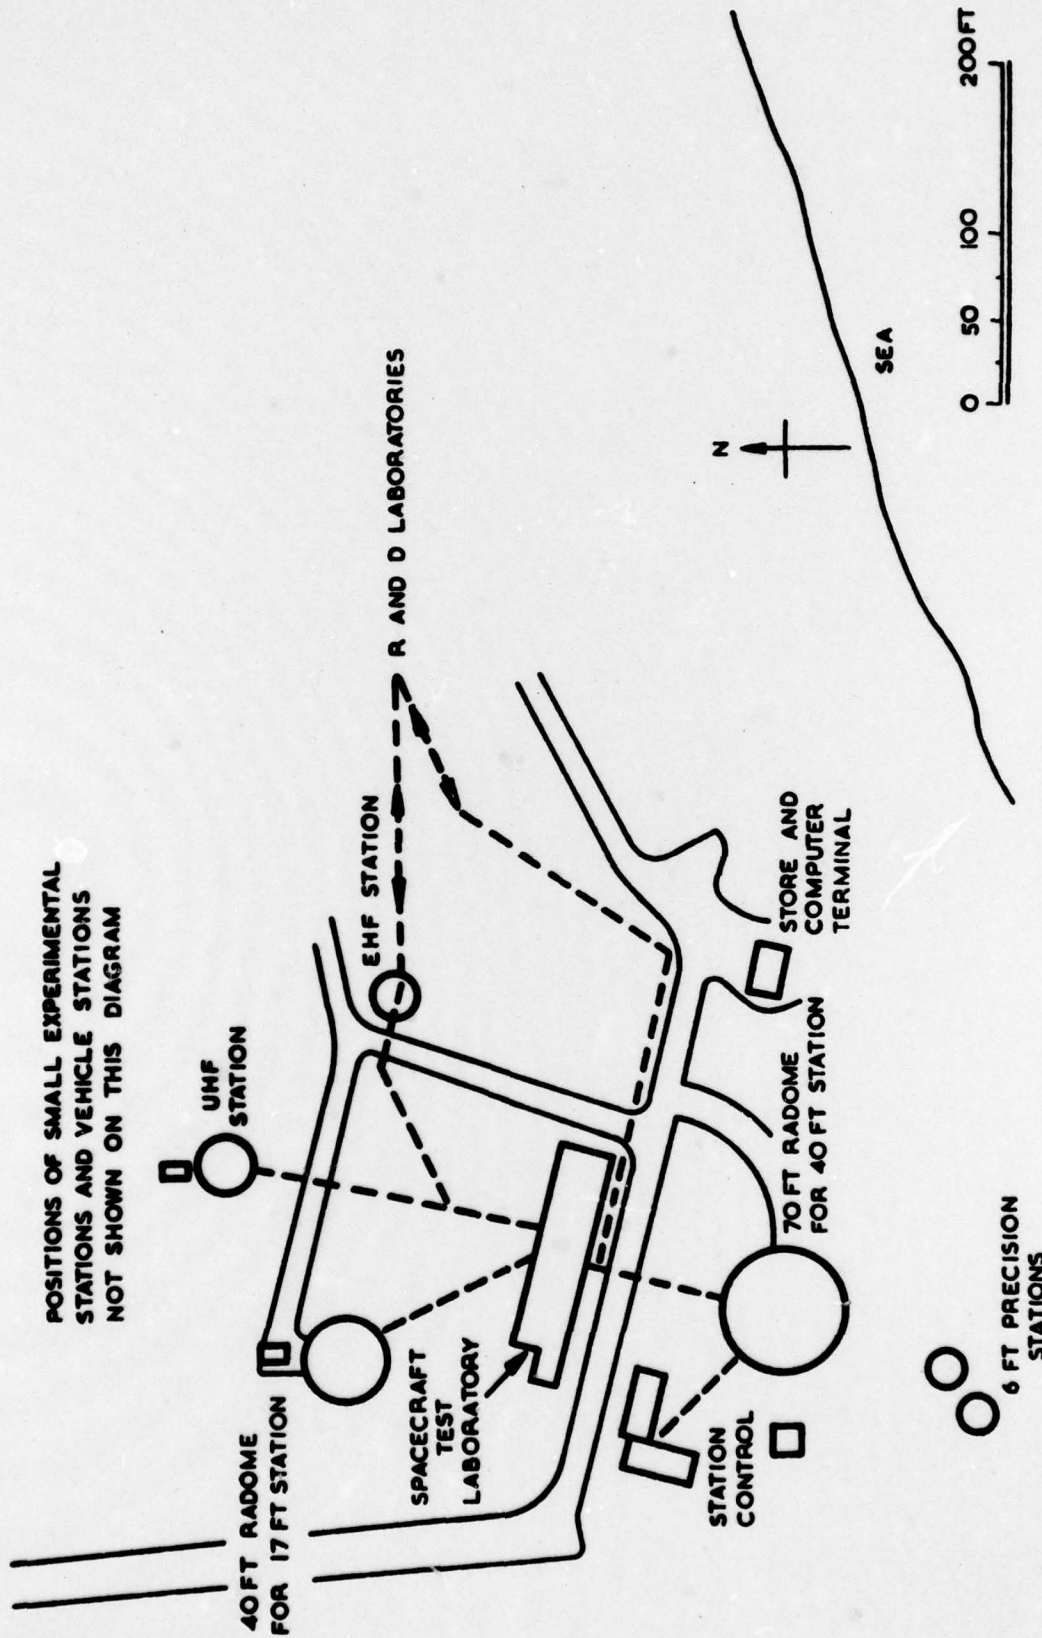 POSITIONS OF SMALL EXPERIMENTAL
STATIONS AND VEHICLE STATIONS
NOT SHOWN ON THIS DIAGRAM
UHF
STATION
40 FT RADOME
FOR 17 FT STATION
EHF STATION
R AND D LABORATORIES
SPACECRAFT
TEST
LABORATORY
STATION
CONTROL
70 FT RADOME
FOR 40 FT STATION
STORE AND
COMPUTER
TERMINAL
N
SEA
6 FT PRECISION
STATIONS
0 50 100 200 FT